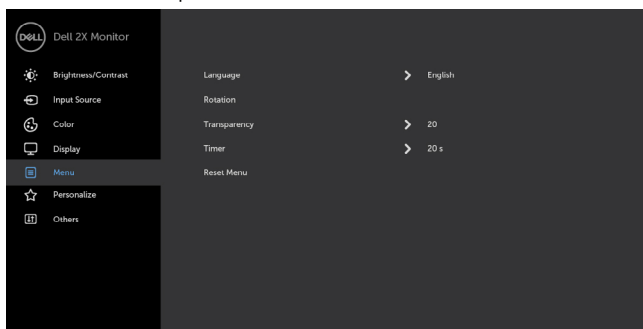 DELL Dell 2X Monitor
Brightness/Contrast
Input Source
Color
Display
Menu
Personalize
Others
Language English
Rotation
Transparency 20
Timer 20 s
Reset Menu